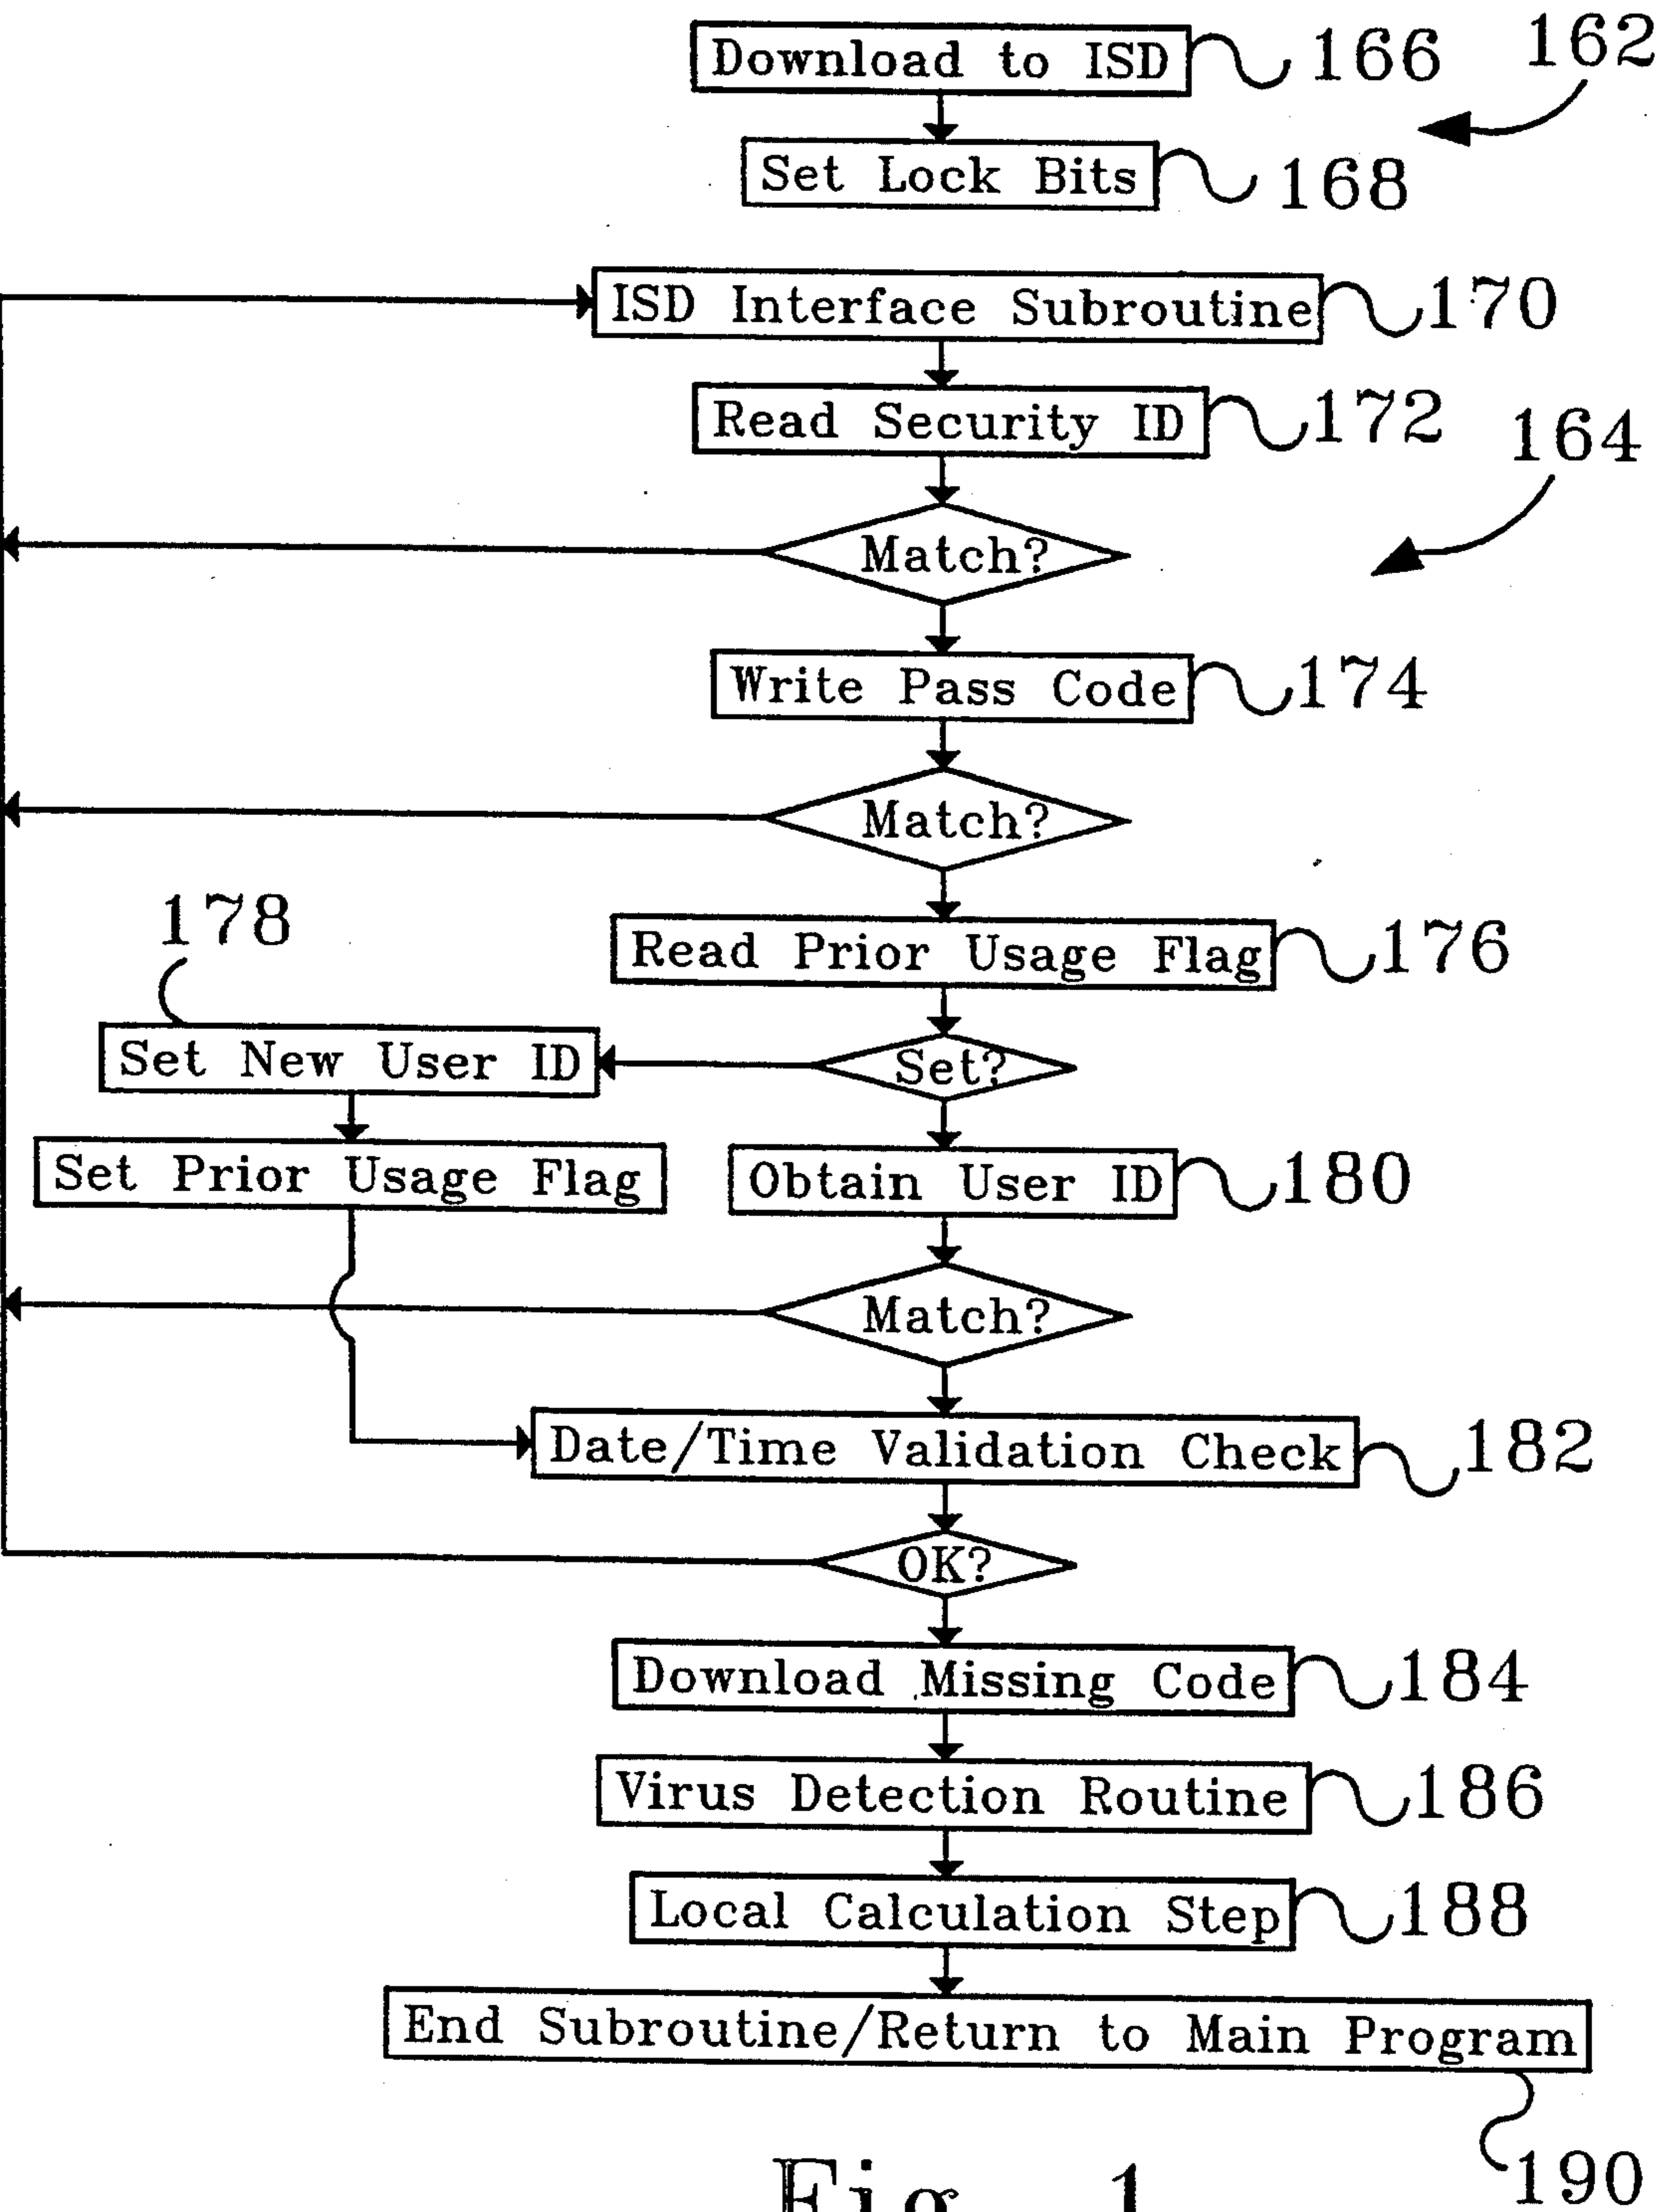 Download to ISD 166 162
Set Lock Bits 168
ISD Interface Subroutine 170
Read Security ID 172
164
Match?
Write Pass Code 174
Match?
178
Read Prior Usage Flag 176
Set New User ID Set?
Set Prior Usage Flag Obtain User ID 180
Match?
Date/Time Validation Check 182
OK?
Download Missing Code 184
Virus Detection Routine 186
Local Calculation Step 188
End Subroutine/Return to Main Program
190
Fig. 1